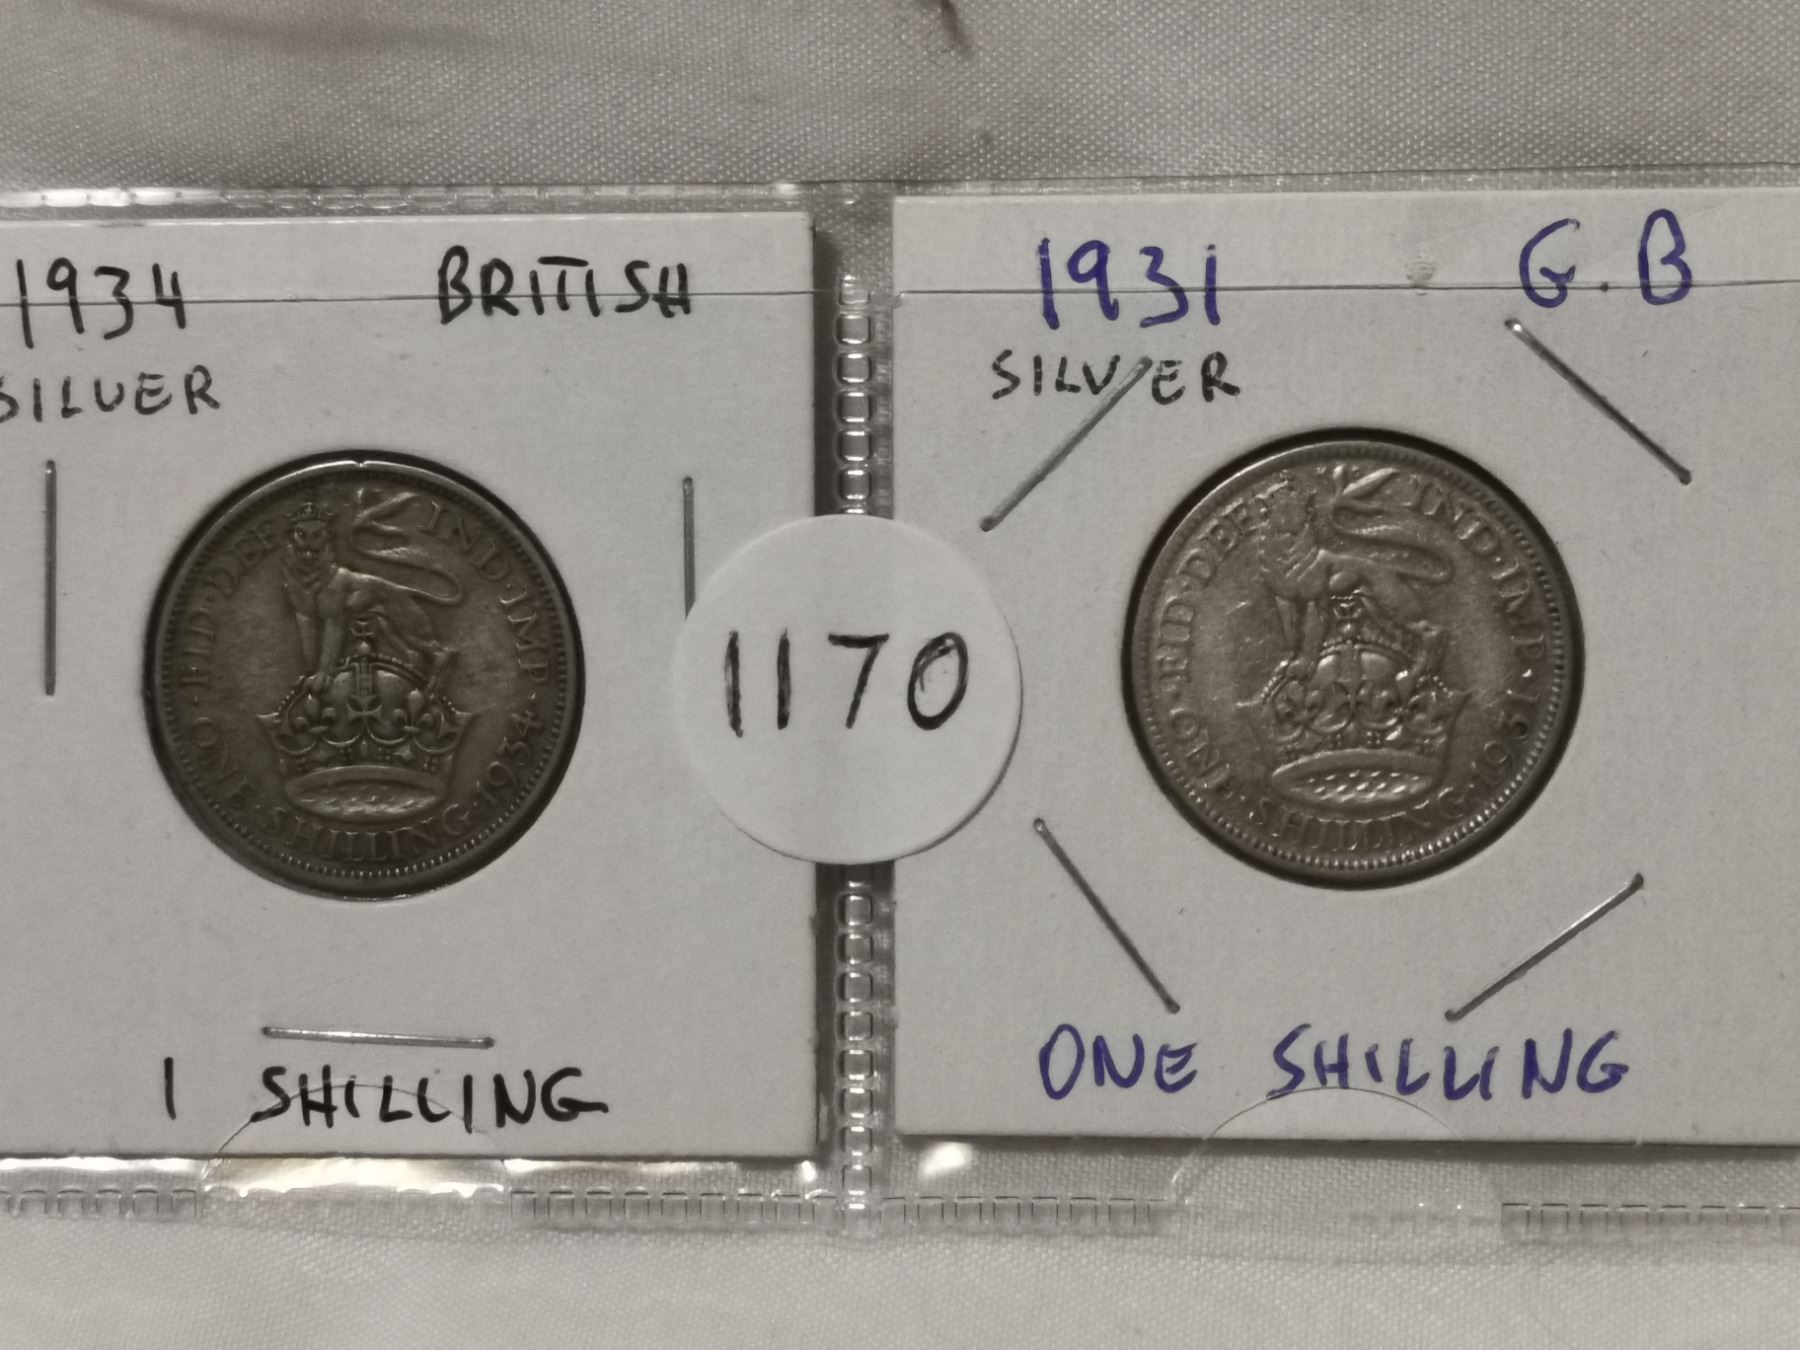 1934 BRITISH
SILVER
·FID·DEF IND·IMP·
ONE·SHILLING·1934·
1 SHILLING
1170
1931 G.B
SILVER
·FID·DEF IND·IMP·
ONE·SHILLING·1931
ONE SHILLING